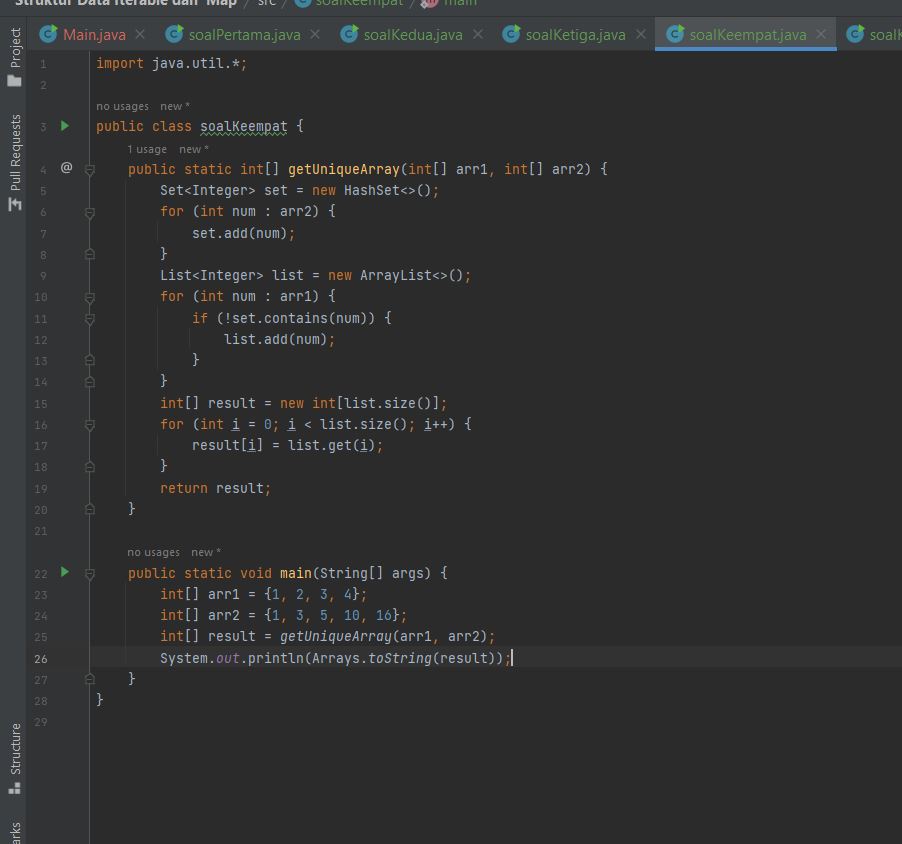 Struktur Data Iterable dan Map / src / soalKeempat / main
Main.java soalPertama.java soalKedua.java soalKetiga.java soalKeempat.java
Project
Pull Requests
Structure
1 import java.util.*;
2
no usages new *
3 public class soalKeempat {
1 usage new *
4 @ public static int[] getUniqueArray(int[] arr1, int[] arr2) {
5 Set<Integer> set = new HashSet<>();
6 for (int num : arr2) {
7 set.add(num);
8 }
9 List<Integer> list = new ArrayList<>();
10 for (int num : arr1) {
11 if (!set.contains(num)) {
12 list.add(num);
13 }
14 }
15 int[] result = new int[list.size()];
16 for (int i = 0; i < list.size(); i++) {
17 result[i] = list.get(i);
18 }
19 return result;
20 }
21
no usages new *
22 public static void main(String[] args) {
23 int[] arr1 = {1, 2, 3, 4};
24 int[] arr2 = {1, 3, 5, 10, 16};
25 int[] result = getUniqueArray(arr1, arr2);
26 System.out.println(Arrays.toString(result));
27 }
28 }
29